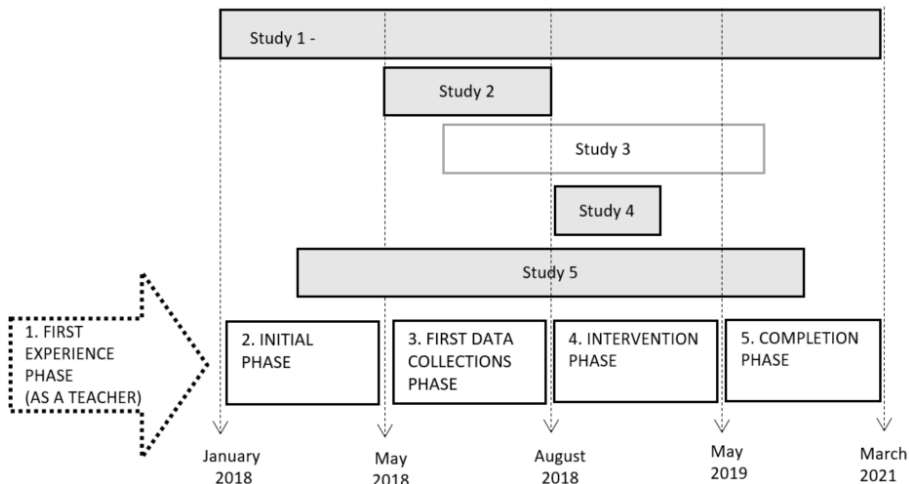 Study 1 -
Study 2
Study 3
Study 4
Study 5
1. FIRST
EXPERIENCE
PHASE
(AS A TEACHER)
2. INITIAL
PHASE
3. FIRST DATA
COLLECTIONS
PHASE
4. INTERVENTION
PHASE
5. COMPLETION
PHASE
January
2018
May
2018
August
2018
May
2019
March
2021